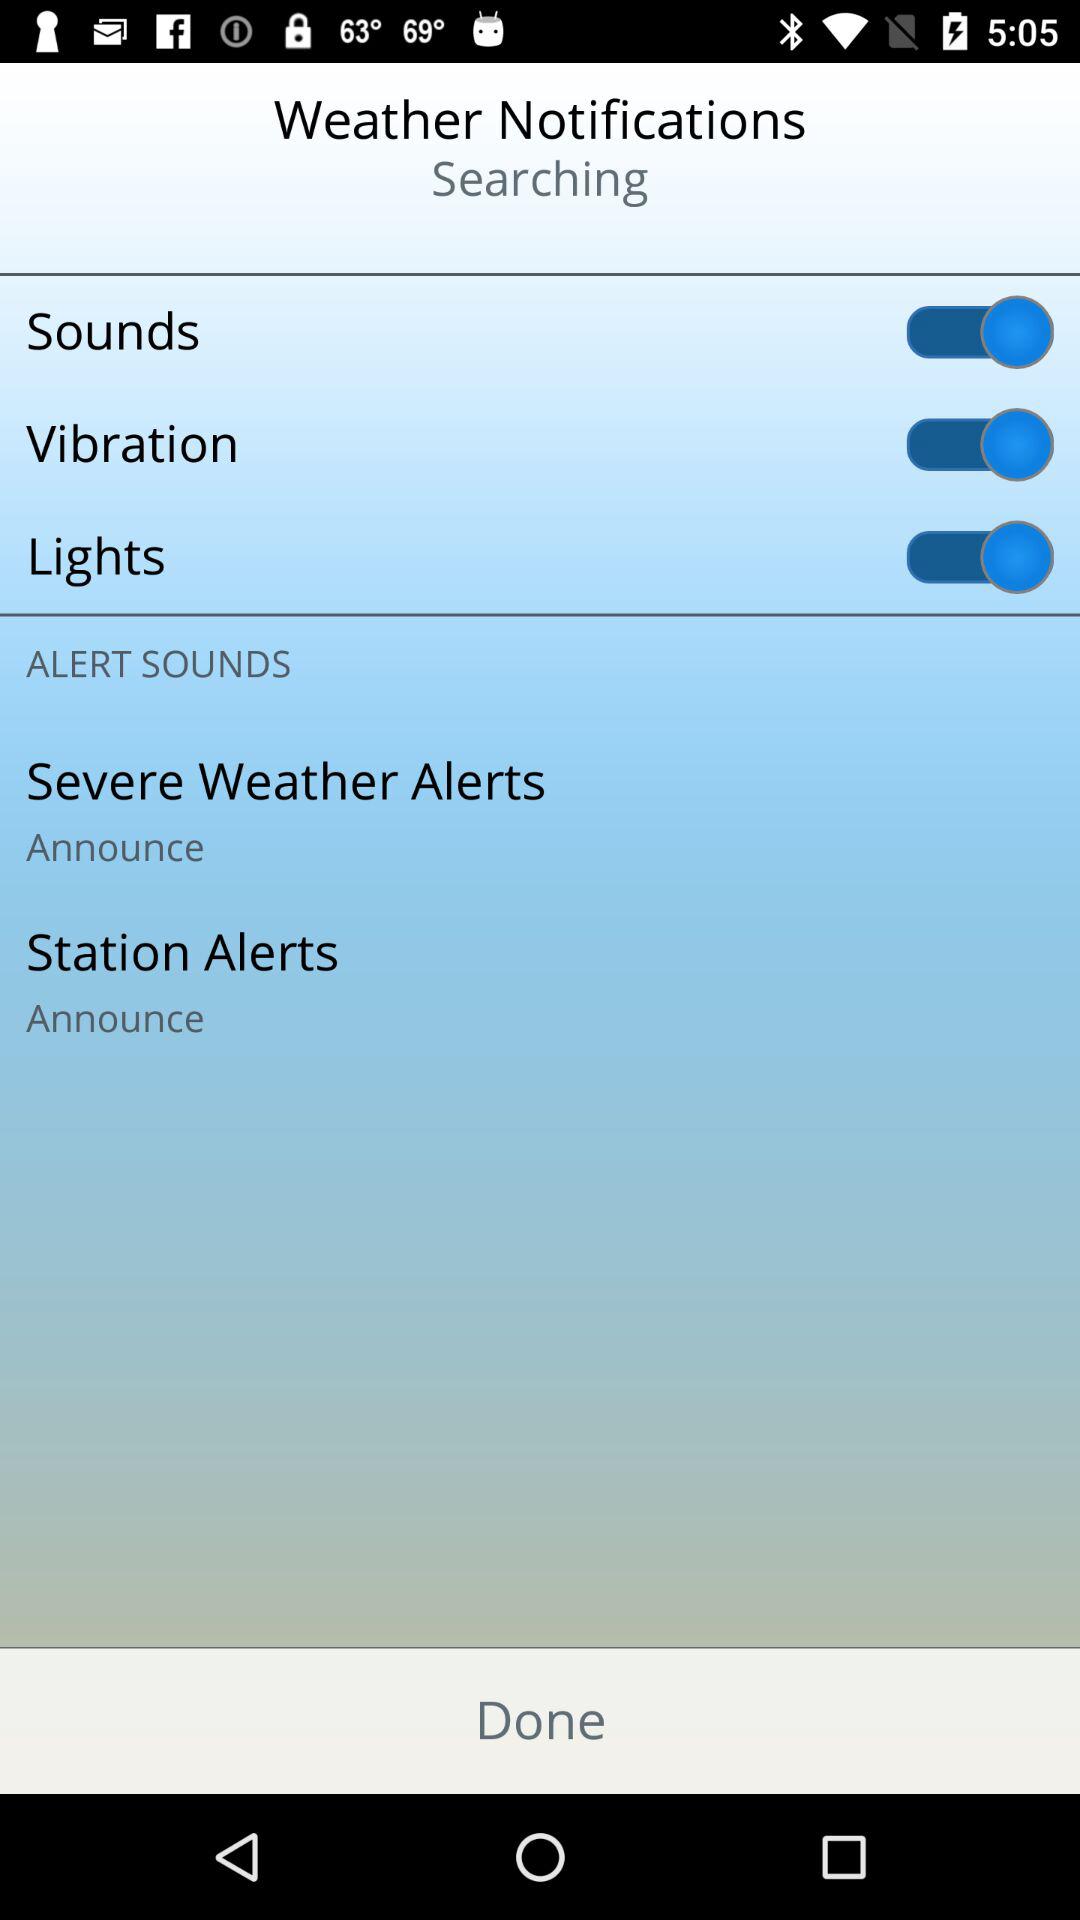 63° 69° 5:05
Weather Notifications
Searching
Sounds
Vibration
Lights
ALERT SOUNDS
Severe Weather Alerts
Announce
Station Alerts
Announce
Done